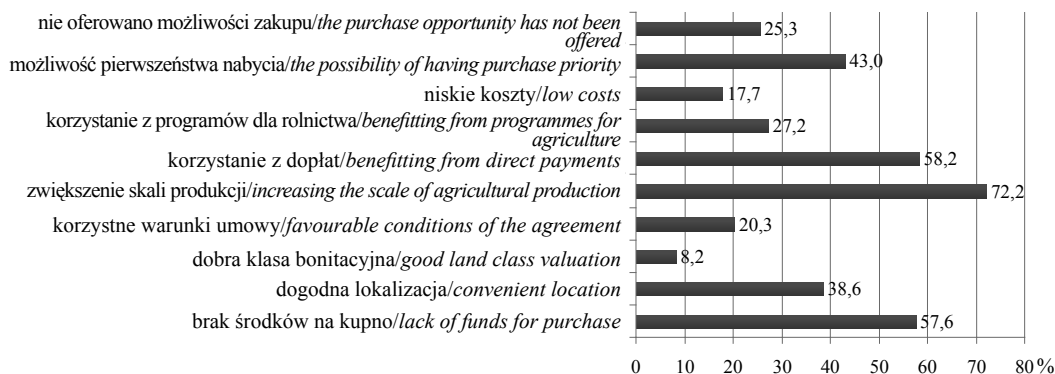 nie oferowano możliwości zakupu/the purchase opportunity has not been
offered
25,3
możliwość pierwszeństwa nabycia/the possibility of having purchase priority
43,0
niskie koszty/low costs
17,7
korzystanie z programów dla rolnictwa/benefitting from programmes for
agriculture
27,2
korzystanie z dopłat/benefitting from direct payments
58,2
zwiększenie skali produkcji/increasing the scale of agricultural production
72,2
korzystne warunki umowy/favourable conditions of the agreement
20,3
dobra klasa bonitacyjna/good land class valuation
8,2
dogodna lokalizacja/convenient location
38,6
brak środków na kupno/lack of funds for purchase
57,6
0 10 20 30 40 50 60 70 80 %